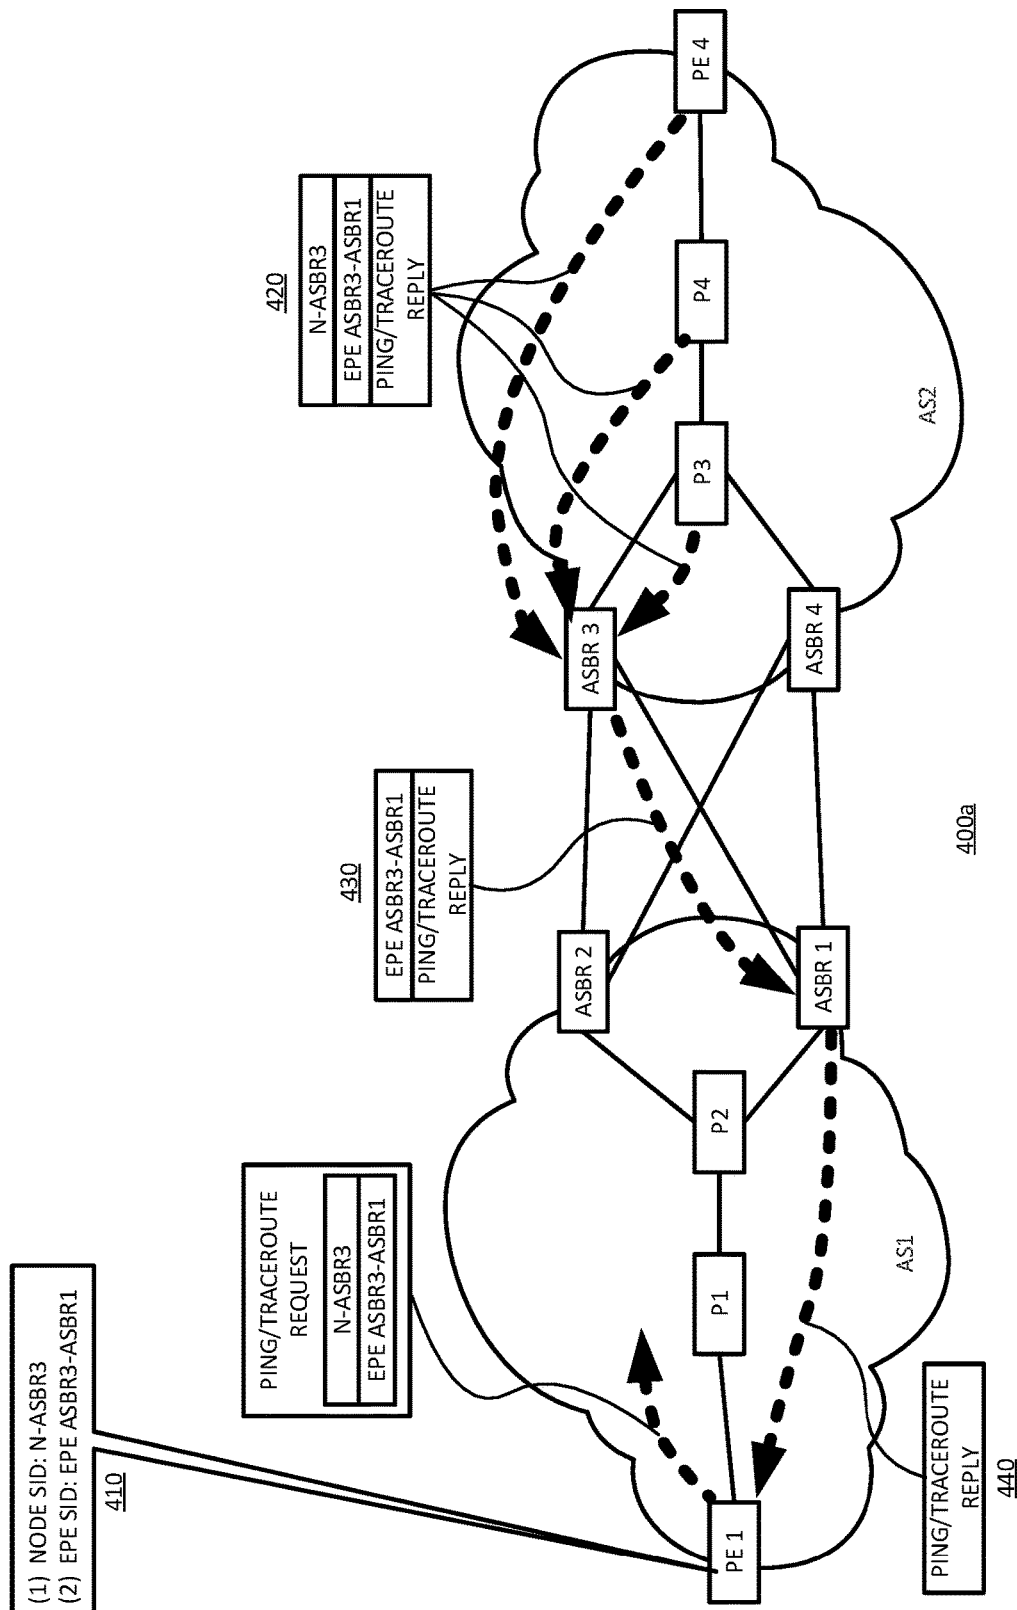 (1) NODE SID: N-ASBR3
(2) EPE SID: EPE ASBR3-ASBR1
410
PING/TRACEROUTE
REQUEST
N-ASBR3
EPE ASBR3-ASBR1
430
EPE ASBR3-ASBR1
PING/TRACEROUTE
REPLY
420
N-ASBR3
EPE ASBR3-ASBR1
PING/TRACEROUTE
REPLY
PE 1
P1
P2
ASBR 2
ASBR 1
ASBR 3
ASBR 4
P3
P4
PE 4
AS1
AS2
PING/TRACEROUTE
REPLY
440
400a